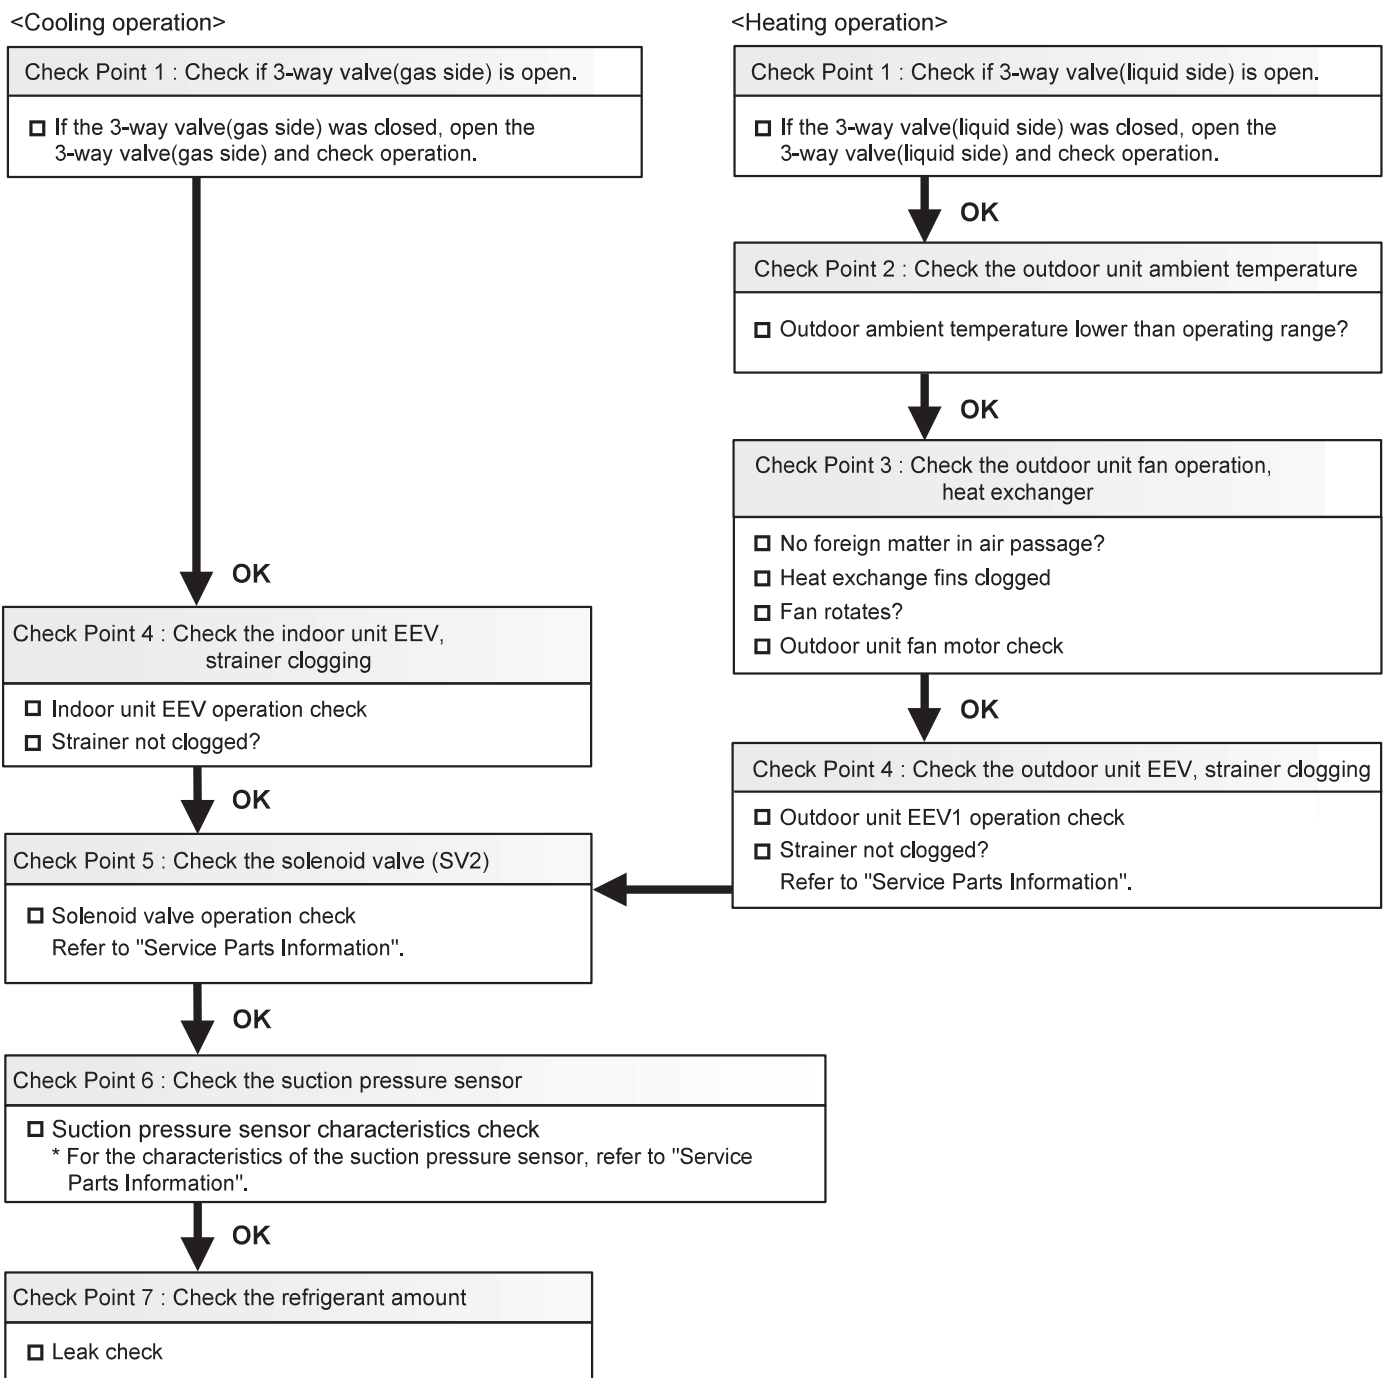 <Cooling operation>
Check Point 1 : Check if 3-way valve(gas side) is open.
If the 3-way valve(gas side) was closed, open the
3-way valve(gas side) and check operation.
OK
Check Point 4 : Check the indoor unit EEV,
strainer clogging
Indoor unit EEV operation check
Strainer not clogged?
OK
Check Point 5 : Check the solenoid valve (SV2)
Solenoid valve operation check
Refer to "Service Parts Information".
OK
Check Point 6 : Check the suction pressure sensor
Suction pressure sensor characteristics check
* For the characteristics of the suction pressure sensor, refer to "Service
Parts Information".
OK
Check Point 7 : Check the refrigerant amount
Leak check
<Heating operation>
Check Point 1 : Check if 3-way valve(liquid side) is open.
If the 3-way valve(liquid side) was closed, open the
3-way valve(liquid side) and check operation.
OK
Check Point 2 : Check the outdoor unit ambient temperature
Outdoor ambient temperature lower than operating range?
OK
Check Point 3 : Check the outdoor unit fan operation,
heat exchanger
No foreign matter in air passage?
Heat exchange fins clogged
Fan rotates?
Outdoor unit fan motor check
OK
Check Point 4 : Check the outdoor unit EEV, strainer clogging
Outdoor unit EEV1 operation check
Strainer not clogged?
Refer to "Service Parts Information".